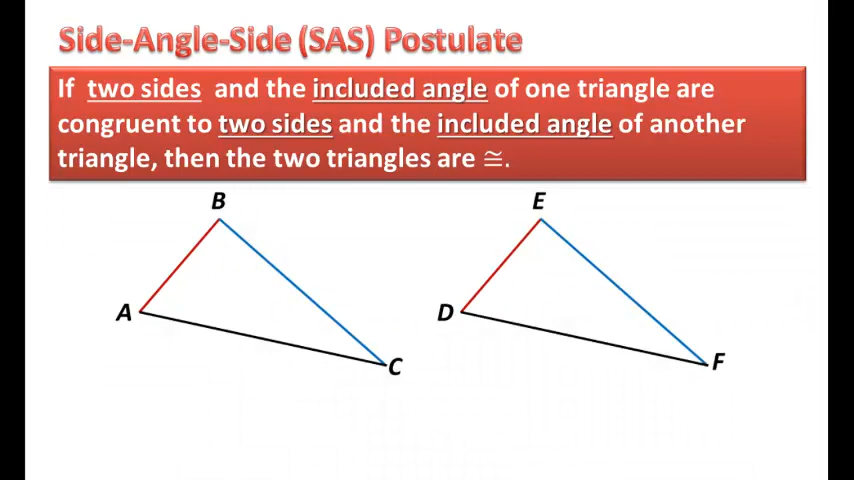 Side-Angle-Side (SAS) Postulate
If two sides and the included angle of one triangle are
congruent to two sides and the included angle of another
triangle, then the two triangles are ≅.
B
E
A
D
C
F